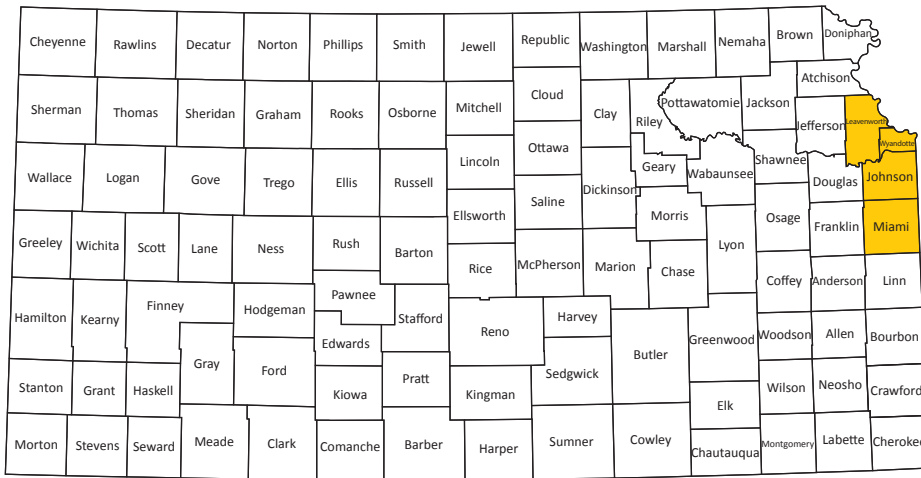 Cheyenne
Rawlins
Decatur
Norton
Phillips
Smith
Jewell
Republic
Washington
Marshall
Nemaha
Brown
Doniphan
Atchison
Sherman
Thomas
Sheridan
Graham
Rooks
Osborne
Mitchell
Cloud
Clay
Riley
Pottawatomie
Jackson
Jefferson
Leavenworth
Wyandotte
Ottawa
Lincoln
Wallace
Logan
Gove
Trego
Ellis
Russell
Saline
Dickinson
Geary
Wabaunsee
Shawnee
Douglas
Johnson
Ellsworth
Morris
Osage
Franklin
Miami
Greeley
Wichita
Scott
Lane
Ness
Rush
Barton
Rice
McPherson
Marion
Chase
Lyon
Coffey
Anderson
Linn
Hamilton
Kearny
Finney
Hodgeman
Pawnee
Stafford
Reno
Harvey
Edwards
Gray
Ford
Sedgwick
Butler
Greenwood
Woodson
Allen
Bourbon
Stanton
Grant
Haskell
Kiowa
Pratt
Kingman
Elk
Wilson
Neosho
Crawford
Morton
Stevens
Seward
Meade
Clark
Comanche
Barber
Harper
Sumner
Cowley
Chautauqua
Montgomery
Labette
Cherokee